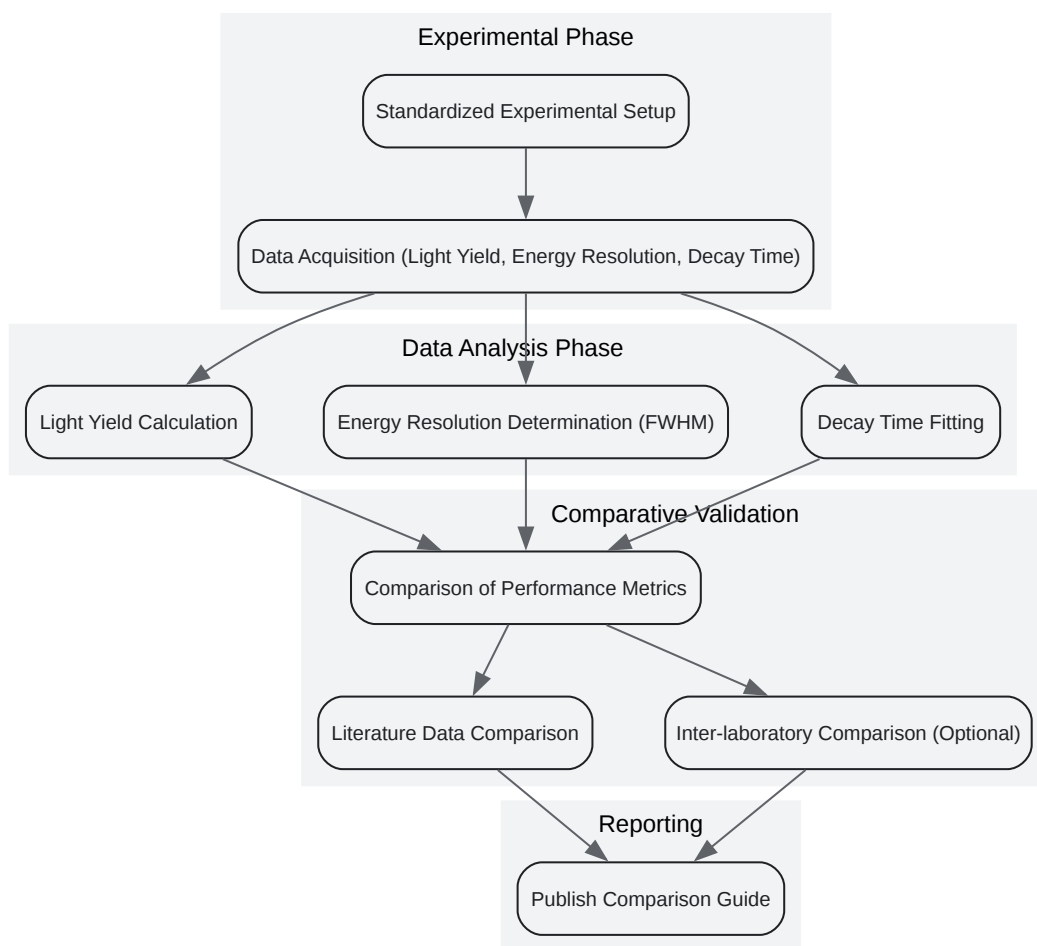 Experimental Phase
Standardized Experimental Setup
Data Acquisition (Light Yield, Energy Resolution, Decay Time)
Data Analysis Phase
Light Yield Calculation
Energy Resolution Determination (FWHM)
Decay Time Fitting
Comparative Validation
Comparison of Performance Metrics
Literature Data Comparison
Inter-laboratory Comparison (Optional)
Reporting
Publish Comparison Guide